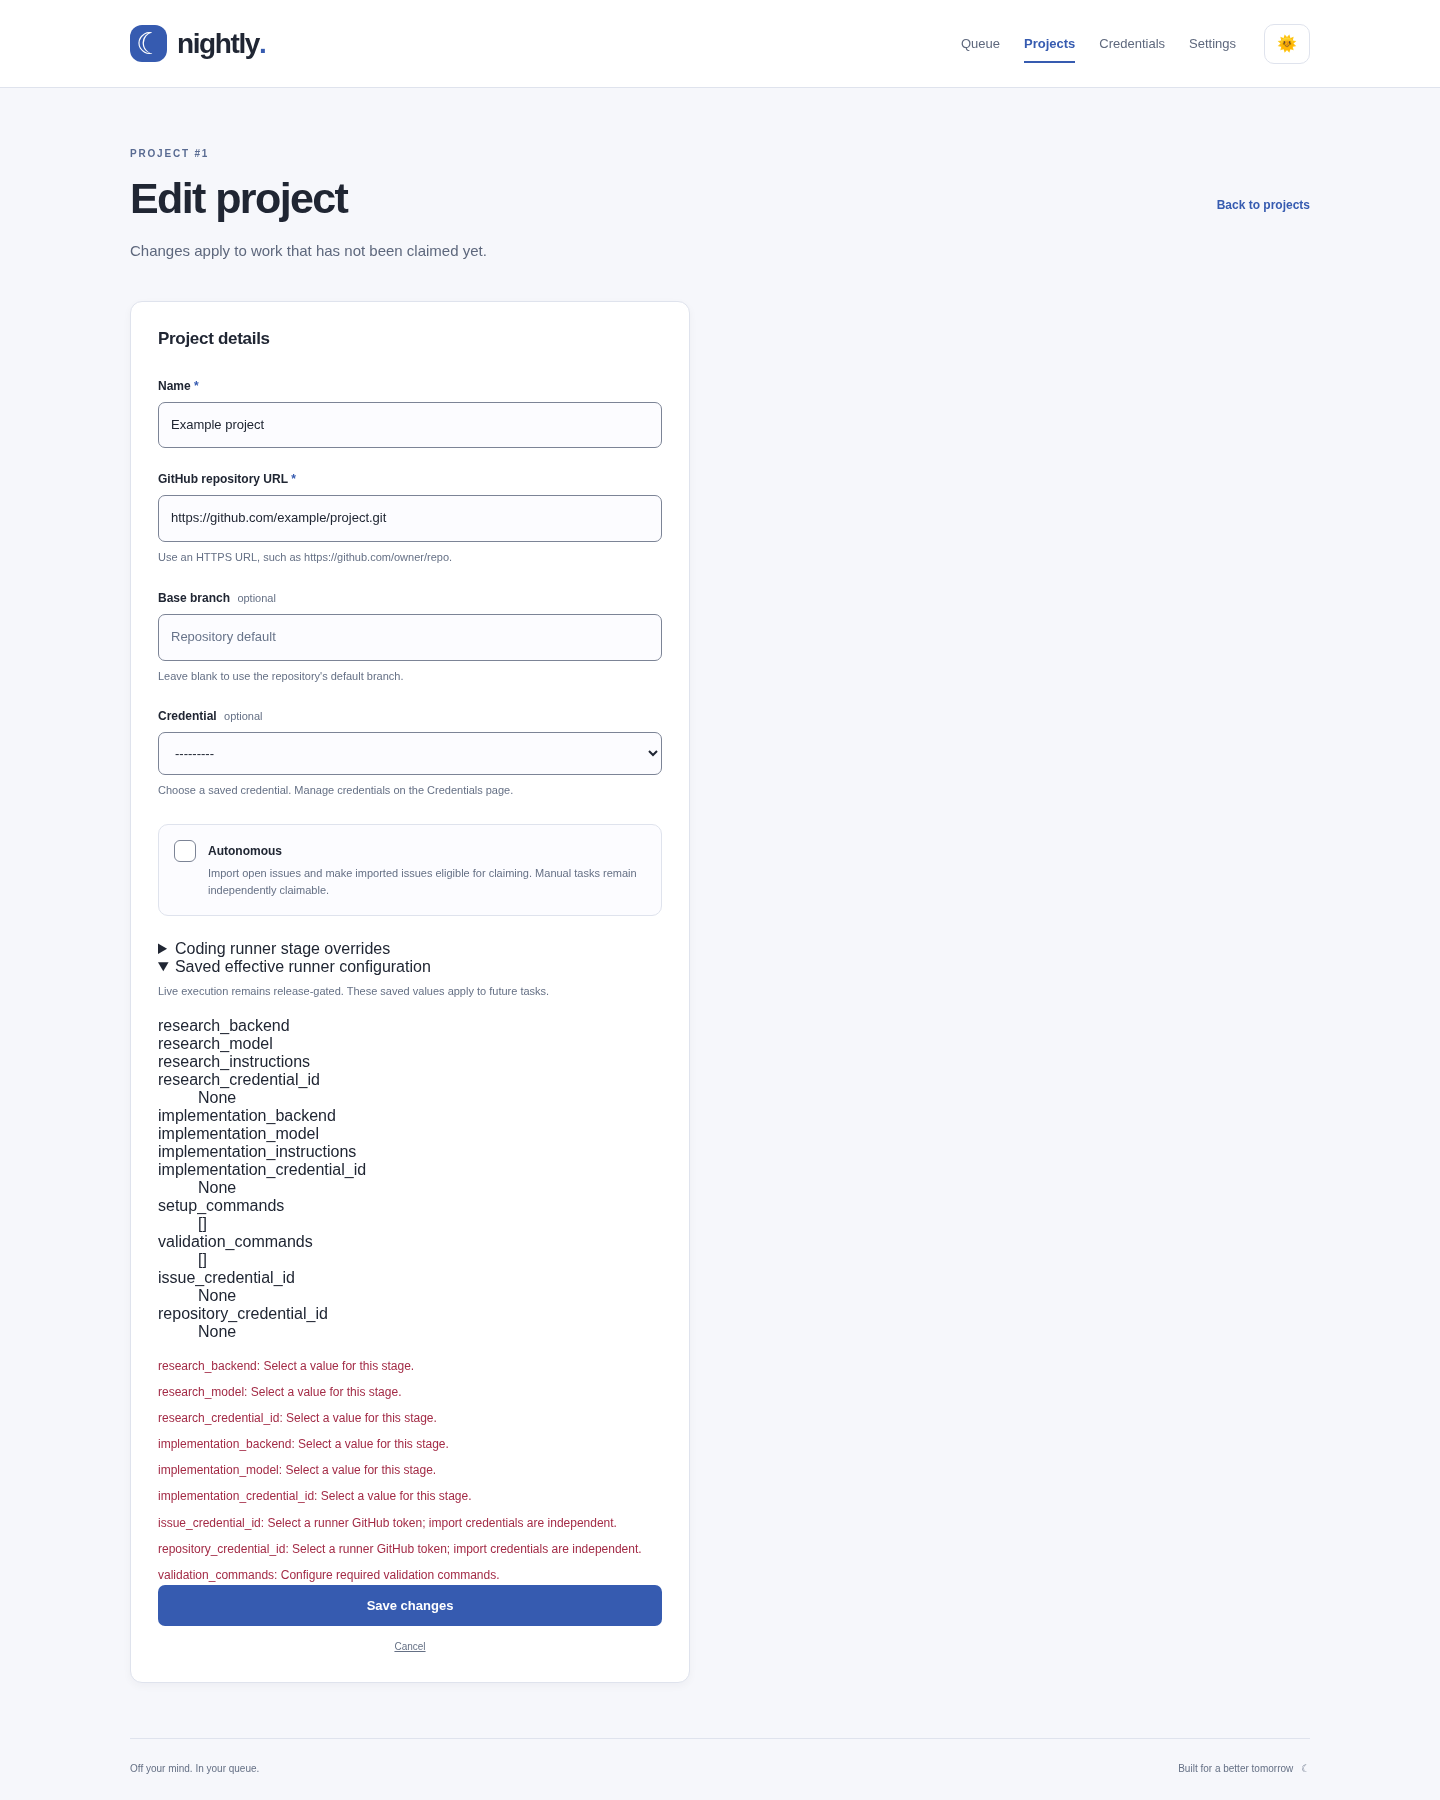 nightly.
Queue Projects Credentials Settings
PROJECT #1
Edit project
Back to projects
Changes apply to work that has not been claimed yet.
Project details
Name *
Example project
GitHub repository URL *
https://github.com/example/project.git
Use an HTTPS URL, such as https://github.com/owner/repo.
Base branch optional
Repository default
Leave blank to use the repository's default branch.
Credential optional
---------
Choose a saved credential. Manage credentials on the Credentials page.
Autonomous
Import open issues and make imported issues eligible for claiming. Manual tasks remain
independently claimable.
Coding runner stage overrides
Saved effective runner configuration
Live execution remains release-gated. These saved values apply to future tasks.
research_backend
research_model
research_instructions
research_credential_id
None
implementation_backend
implementation_model
implementation_instructions
implementation_credential_id
None
setup_commands
[]
validation_commands
[]
issue_credential_id
None
repository_credential_id
None
research_backend: Select a value for this stage.
research_model: Select a value for this stage.
research_credential_id: Select a value for this stage.
implementation_backend: Select a value for this stage.
implementation_model: Select a value for this stage.
implementation_credential_id: Select a value for this stage.
issue_credential_id: Select a runner GitHub token; import credentials are independent.
repository_credential_id: Select a runner GitHub token; import credentials are independent.
validation_commands: Configure required validation commands.
Save changes
Cancel
Off your mind. In your queue.
Built for a better tomorrow ☾